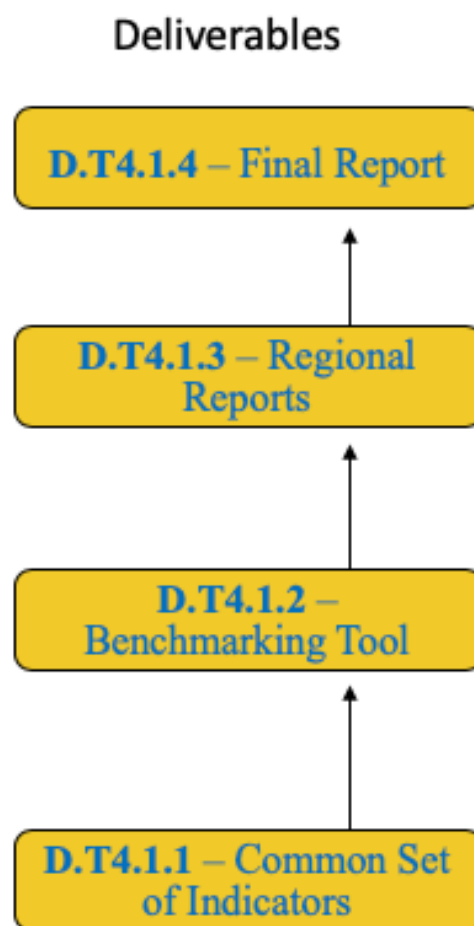 Deliverables
D.T4.1.4 – Final Report
D.T4.1.3 – Regional
Reports
D.T4.1.2 –
Benchmarking Tool
D.T4.1.1 – Common Set
of Indicators